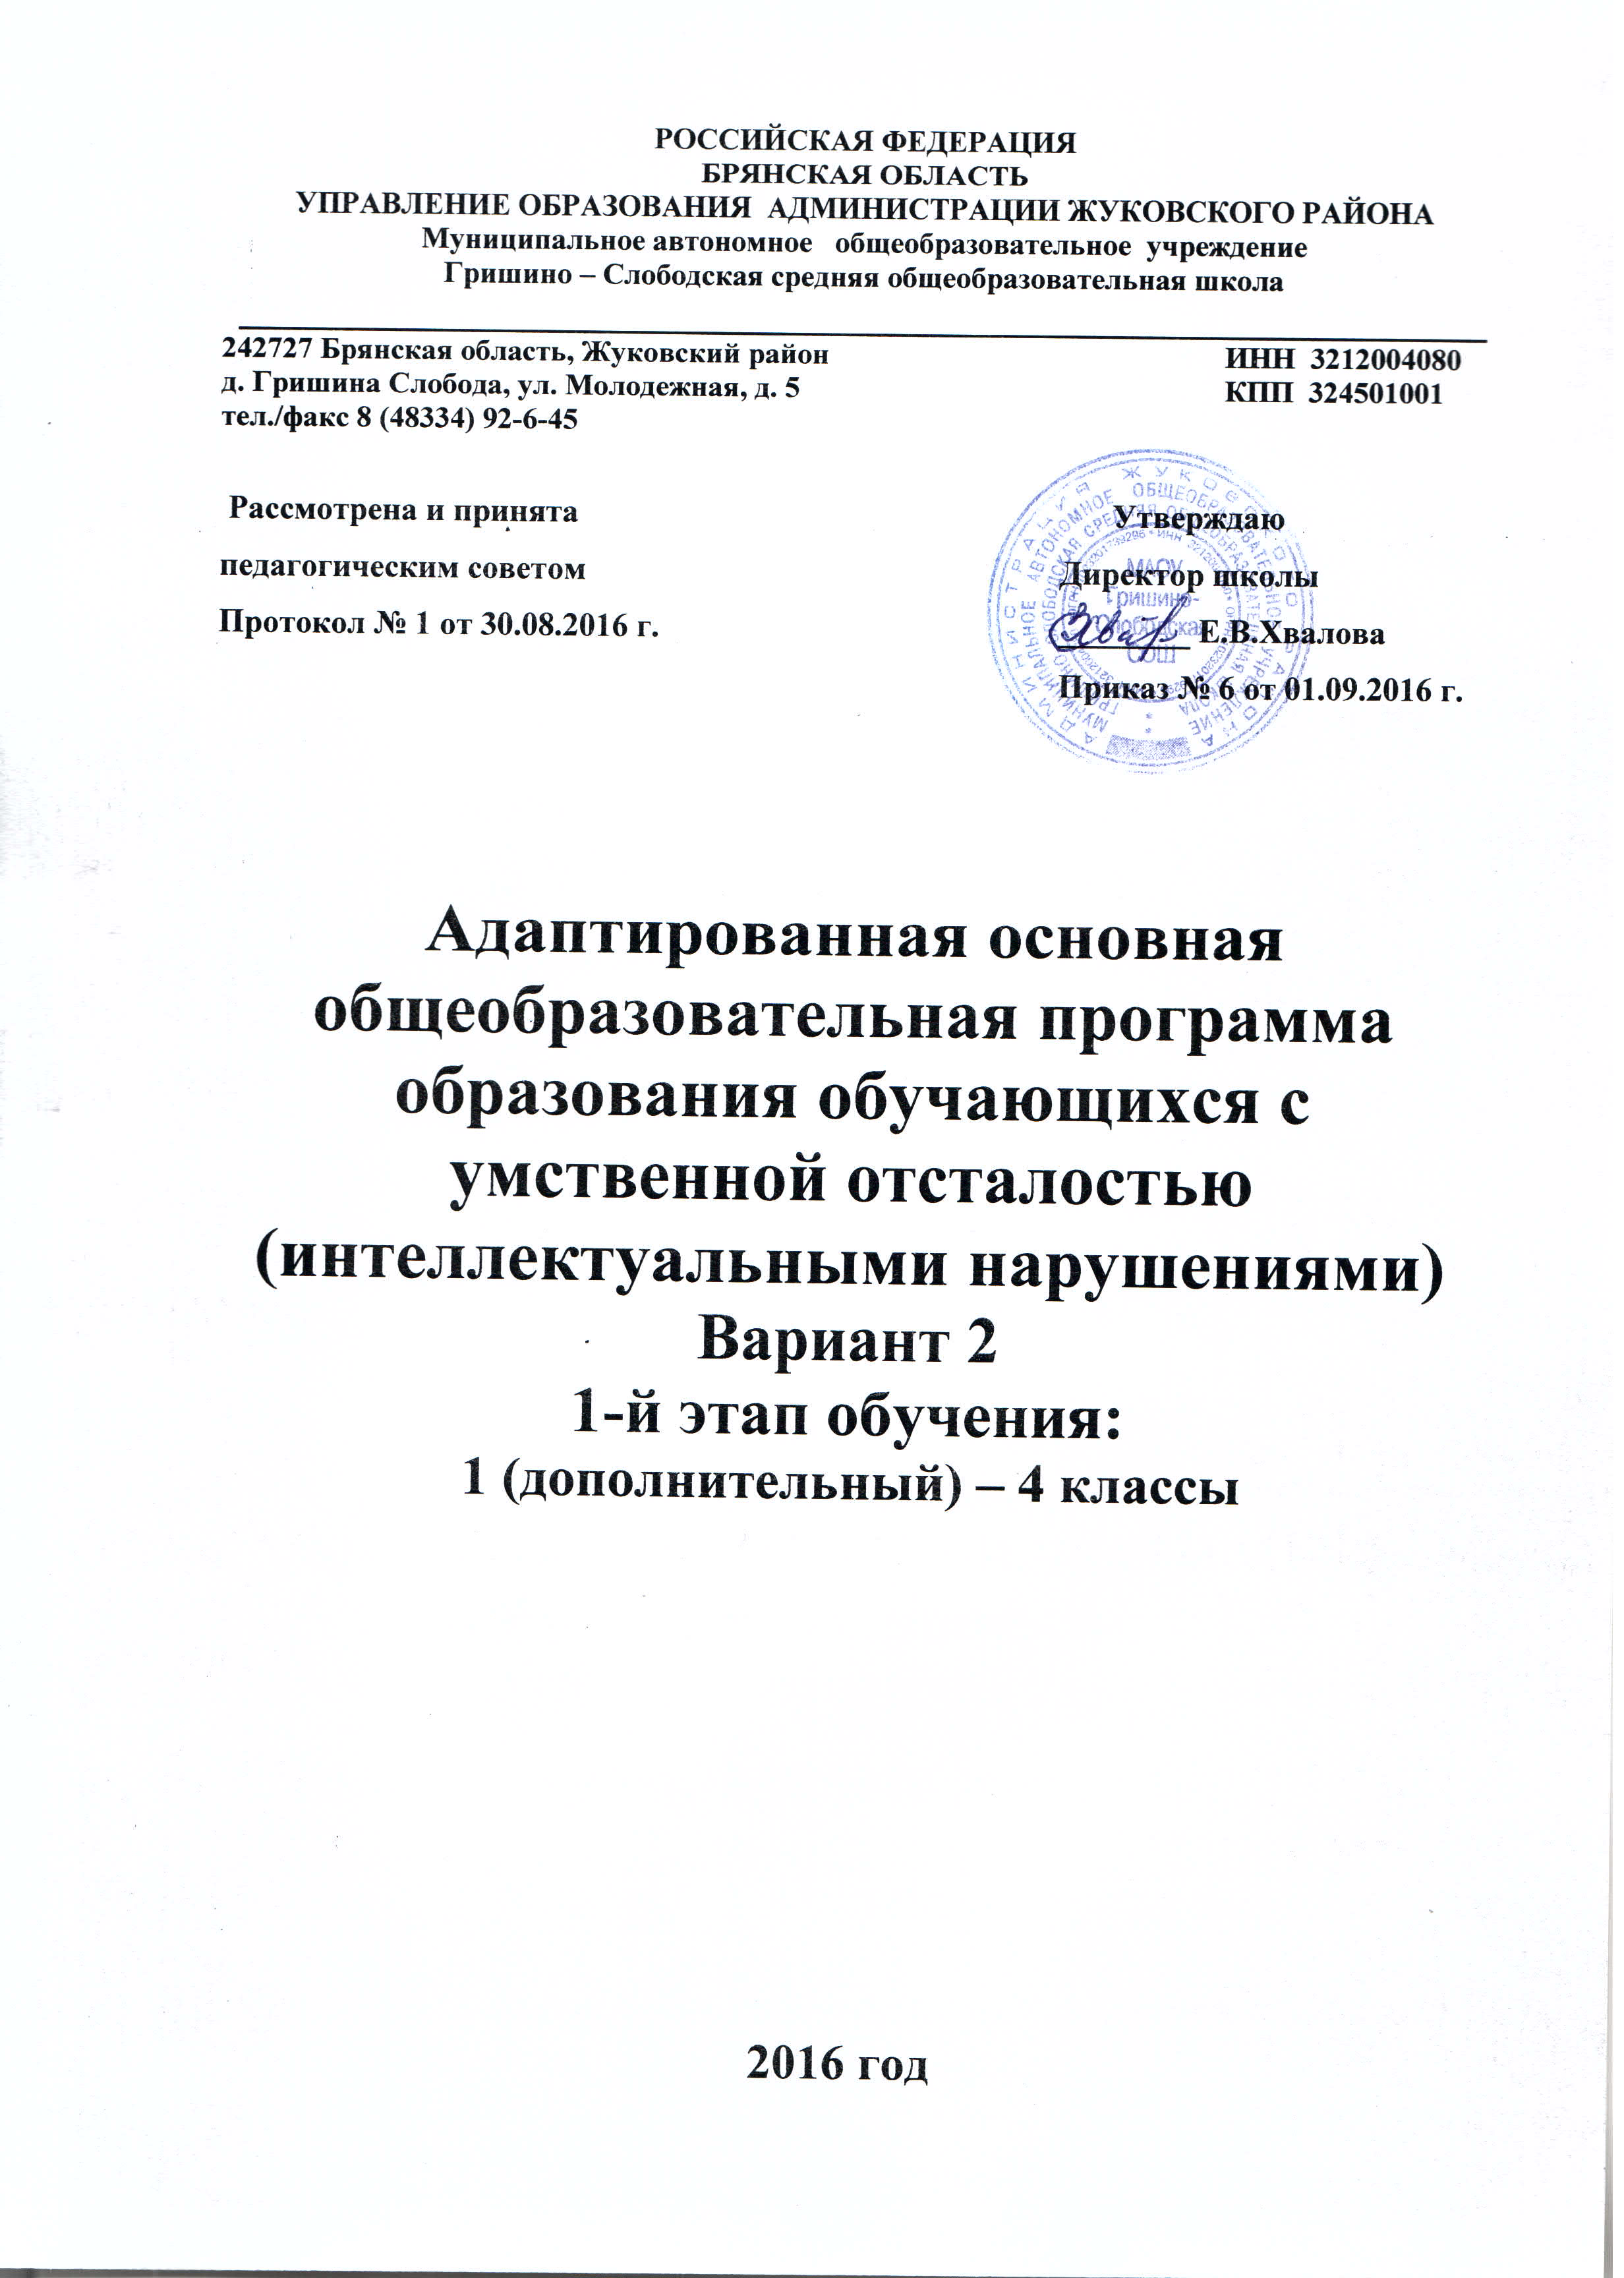 РОССИЙСКАЯ ФЕДЕРАЦИЯ
БРЯНСКАЯ ОБЛАСТЬ
УПРАВЛЕНИЕ ОБРАЗОВАНИЯ АДМИНИСТРАЦИИ ЖУКОВСКОГО РАЙОНА
Муниципальное автономное общеобразовательное учреждение
Гришино – Слободская средняя общеобразовательная школа
242727 Брянская область, Жуковский район
ИНН 3212004080
д. Гришина Слобода, ул. Молодежная, д. 5
КПП 324501001
тел./факс 8 (48334) 92-6-45
Рассмотрена и принята
Утверждаю
педагогическим советом
Директор школы
Протокол № 1 от 30.08.2016 г.
Е.В.Хвалова
Приказ № 6 от 01.09.2016 г.
МАОУ
Гришино-
Слободская
СОШ
Адаптированная основная
общеобразовательная программа
образования обучающихся с
умственной отсталостью
(интеллектуальными нарушениями)
Вариант 2
1-й этап обучения:
1 (дополнительный) – 4 классы
2016 год